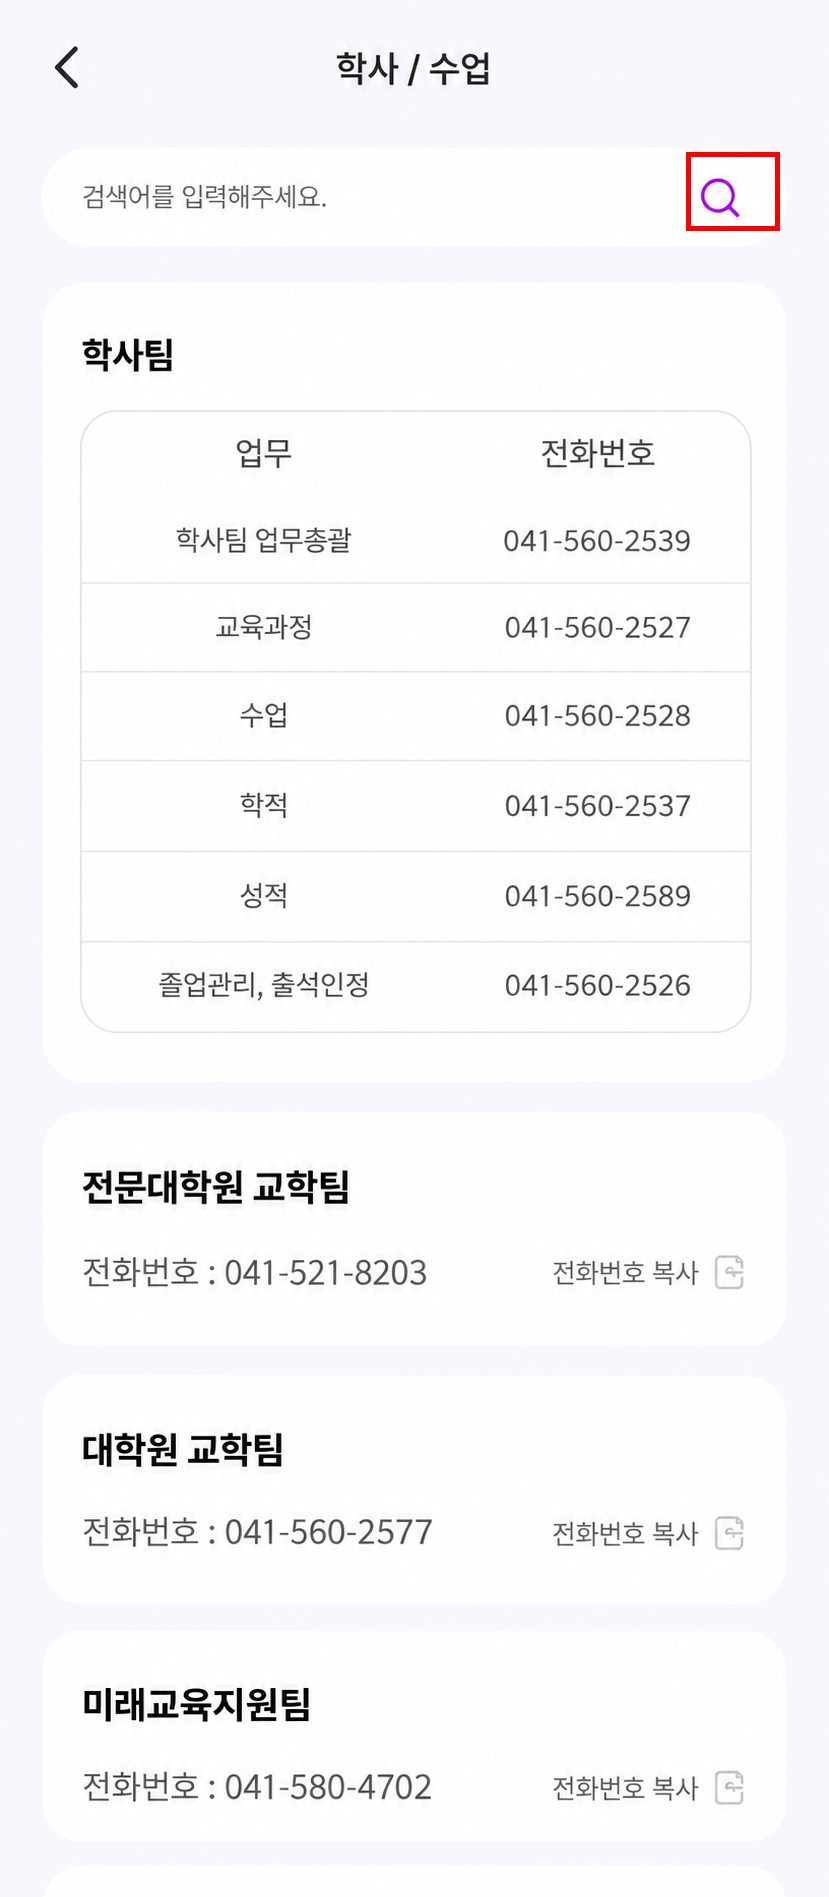 학사 / 수업
검색어를 입력해주세요.
학사팀
업무 전화번호
학사팀 업무총괄 041-560-2539
교육과정 041-560-2527
수업 041-560-2528
학적 041-560-2537
성적 041-560-2589
졸업관리, 출석인정 041-560-2526
전문대학원 교학팀
전화번호 : 041-521-8203 전화번호 복사
대학원 교학팀
전화번호 : 041-560-2577 전화번호 복사
미래교육지원팀
전화번호 : 041-580-4702 전화번호 복사